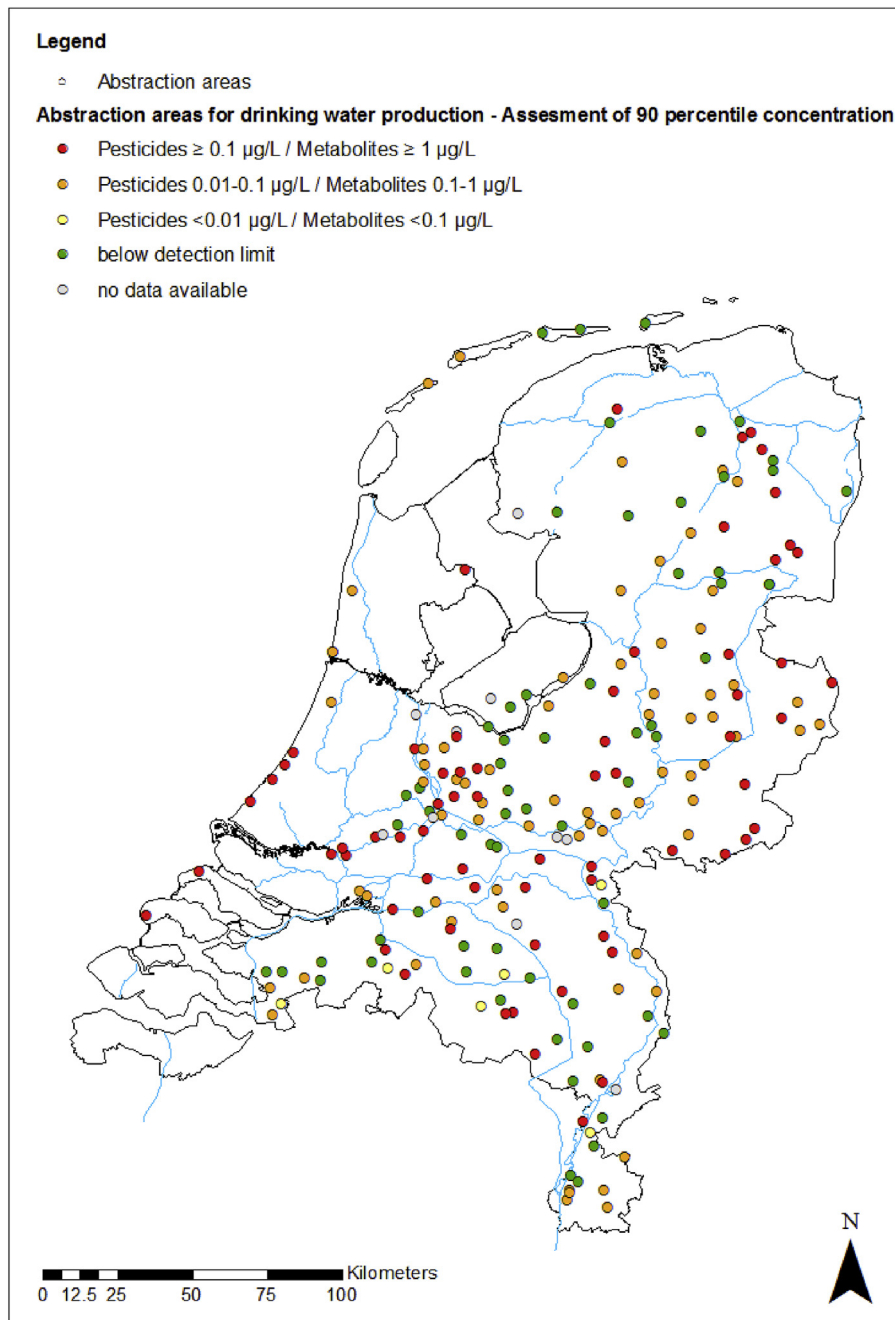 Legend
Abstraction areas
Abstraction areas for drinking water production - Assesment of 90 percentile concentration
Pesticides ≥ 0.1 µg/L / Metabolites ≥ 1 µg/L
Pesticides 0.01-0.1 µg/L / Metabolites 0.1-1 µg/L
Pesticides <0.01 µg/L / Metabolites <0.1 µg/L
below detection limit
no data available
N
Kilometers
0 12.5 25 50 75 100